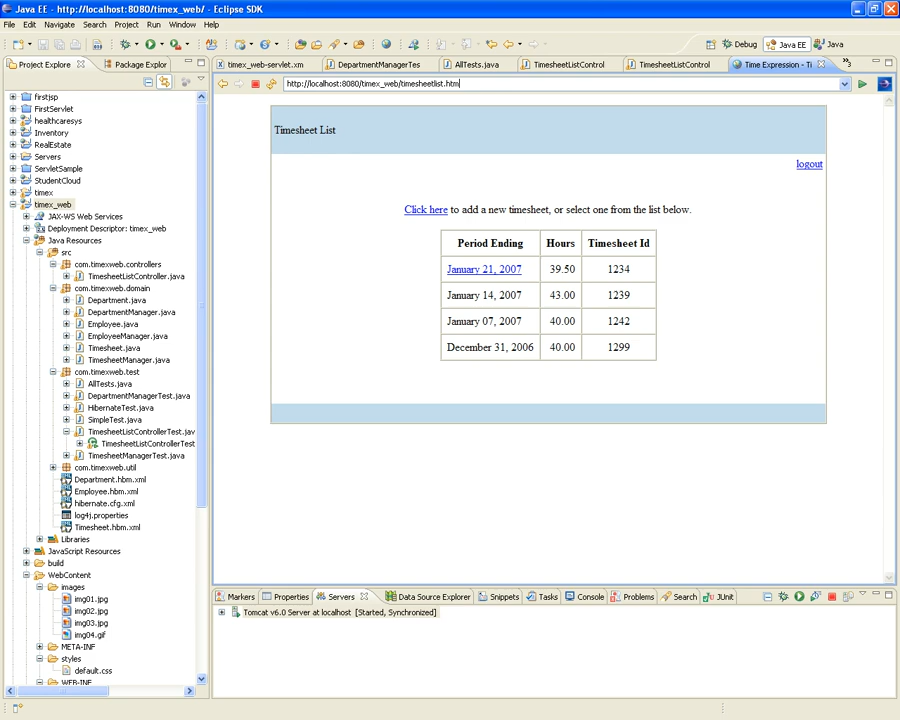 Java EE - http://localhost:8080/timex_web/ - Eclipse SDK
File Edit Navigate Search Project Run Window Help
Debug Java EE Java
Project Explore Package Explor
timex_web-servlet.xm DepartmentManagerTes AllTests.java TimesheetListControl TimesheetListControl Time Expression - Ti »3
http://localhost:8080/timex_web/timesheetlist.htm
firstjsp
FirstServlet
healthcaresys
Inventory
RealEstate
Servers
ServletSample
StudentCloud
timex
timex_web
JAX-WS Web Services
Deployment Descriptor: timex_web
Java Resources
src
com.timexweb.controllers
TimesheetListController.java
com.timexweb.domain
Department.java
DepartmentManager.java
Employee.java
EmployeeManager.java
Timesheet.java
TimesheetManager.java
com.timexweb.test
AllTests.java
DepartmentManagerTest.java
HibernateTest.java
SimpleTest.java
TimesheetListControllerTest.jav
TimesheetListControllerTest
TimesheetManagerTest.java
com.timexweb.util
Department.hbm.xml
Employee.hbm.xml
hibernate.cfg.xml
log4j.properties
Timesheet.hbm.xml
Libraries
JavaScript Resources
build
WebContent
images
img01.jpg
img02.jpg
img03.jpg
img04.gif
META-INF
styles
default.css
WEB-INF
Timesheet List
logout
Click here to add a new timesheet, or select one from the list below.
Period Ending Hours Timesheet Id
January 21, 2007 39.50 1234
January 14, 2007 43.00 1239
January 07, 2007 40.00 1242
December 31, 2006 40.00 1299
Markers Properties Servers Data Source Explorer Snippets Tasks Console Problems Search JUnit
Tomcat v6.0 Server at localhost [Started, Synchronized]